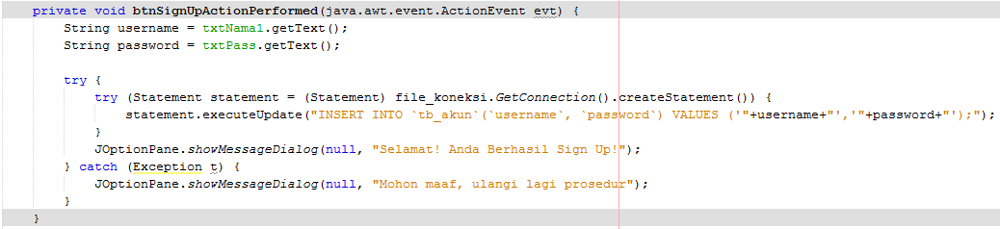 private void btnSignUpActionPerformed(java.awt.event.ActionEvent evt) {
String username = txtNama1.getText();
String password = txtPass.getText();
try {
try (Statement statement = (Statement) file_koneksi.GetConnection().createStatement()) {
statement.executeUpdate("INSERT INTO `tb_akun`(`username`, `password`) VALUES ('"+username+"','"+password+"');");
}
JOptionPane.showMessageDialog(null, "Selamat! Anda Berhasil Sign Up!");
} catch (Exception t) {
JOptionPane.showMessageDialog(null, "Mohon maaf, ulangi lagi prosedur");
}
}